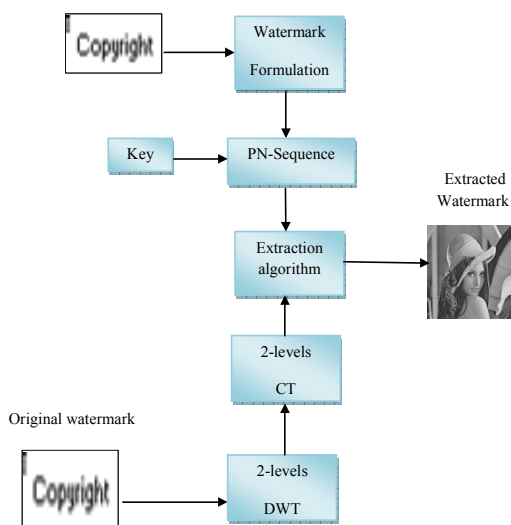 Copyright
Watermark
Formulation
Key
PN-Sequence
Extracted
Watermark
Extraction
algorithm
2-levels
CT
Original watermark
Copyright
2-levels
DWT